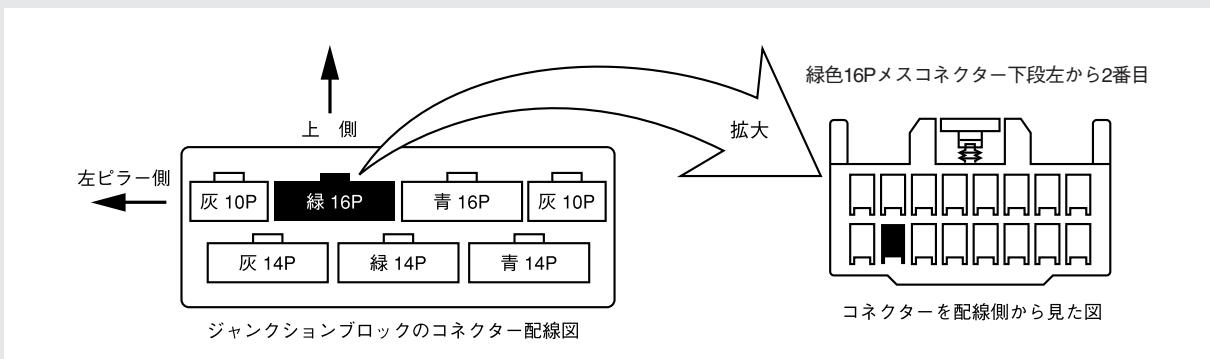 緑色16Pメスコネクター下段左から2番目
上 側
拡大
左ピラー側
灰 10P
緑 16P
青 16P
灰 10P
灰 14P
緑 14P
青 14P
コネクターを配線側から見た図
ジャンクションブロックのコネクター配線図